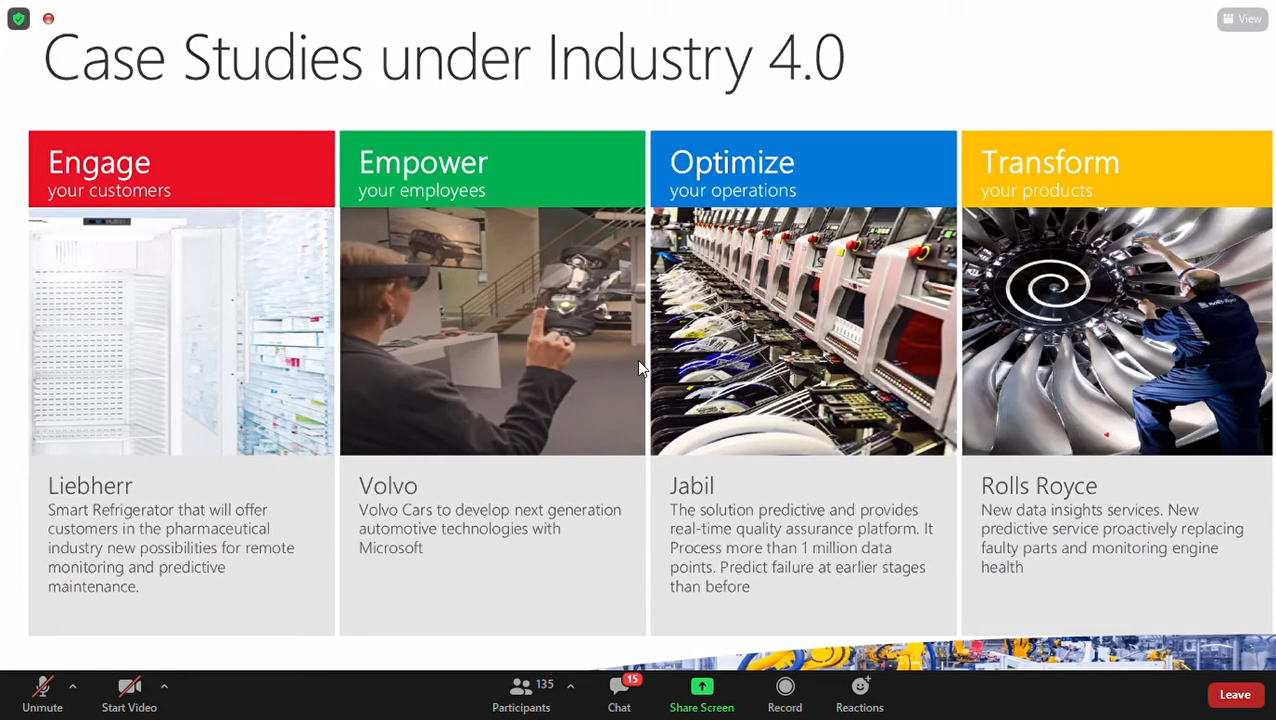 View
Case Studies under Industry 4.0
Engage
your customers
Empower
your employees
Optimize
your operations
Transform
your products
Liebherr
Smart Refrigerator that will offer
customers in the pharmaceutical
industry new possibilities for remote
monitoring and predictive
maintenance.
Volvo
Volvo Cars to develop next generation
automotive technologies with
Microsoft
Jabil
The solution predictive and provides
real-time quality assurance platform. It
Process more than 1 million data
points. Predict failure at earlier stages
than before
Rolls Royce
New data insights services. New
predictive service proactively replacing
faulty parts and monitoring engine
health
Unmute
Start Video
Participants 135
Chat 15
Share Screen
Record
Reactions
Leave